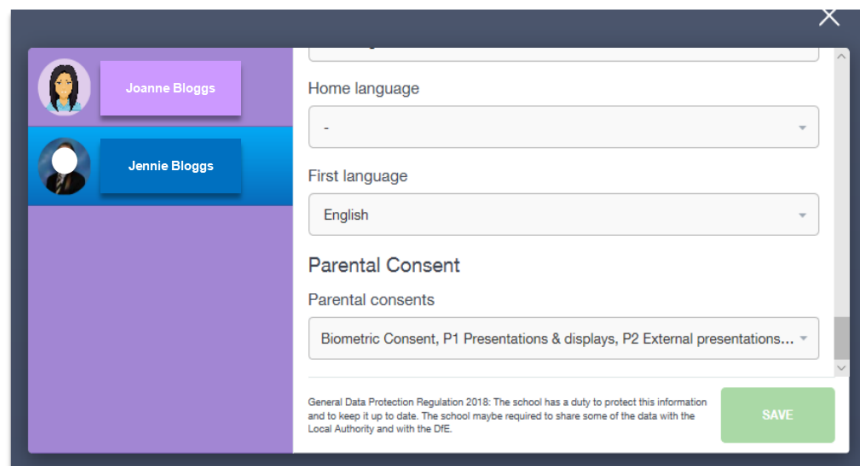 Joanne Bloggs
Jennie Bloggs
Home language
-
First language
English
Parental Consent
Parental consents
Biometric Consent, P1 Presentations & displays, P2 External presentations...
General Data Protection Regulation 2018: The school has a duty to protect this information
and to keep it up to date. The school maybe required to share some of the data with the
Local Authority and with the DfE.
SAVE